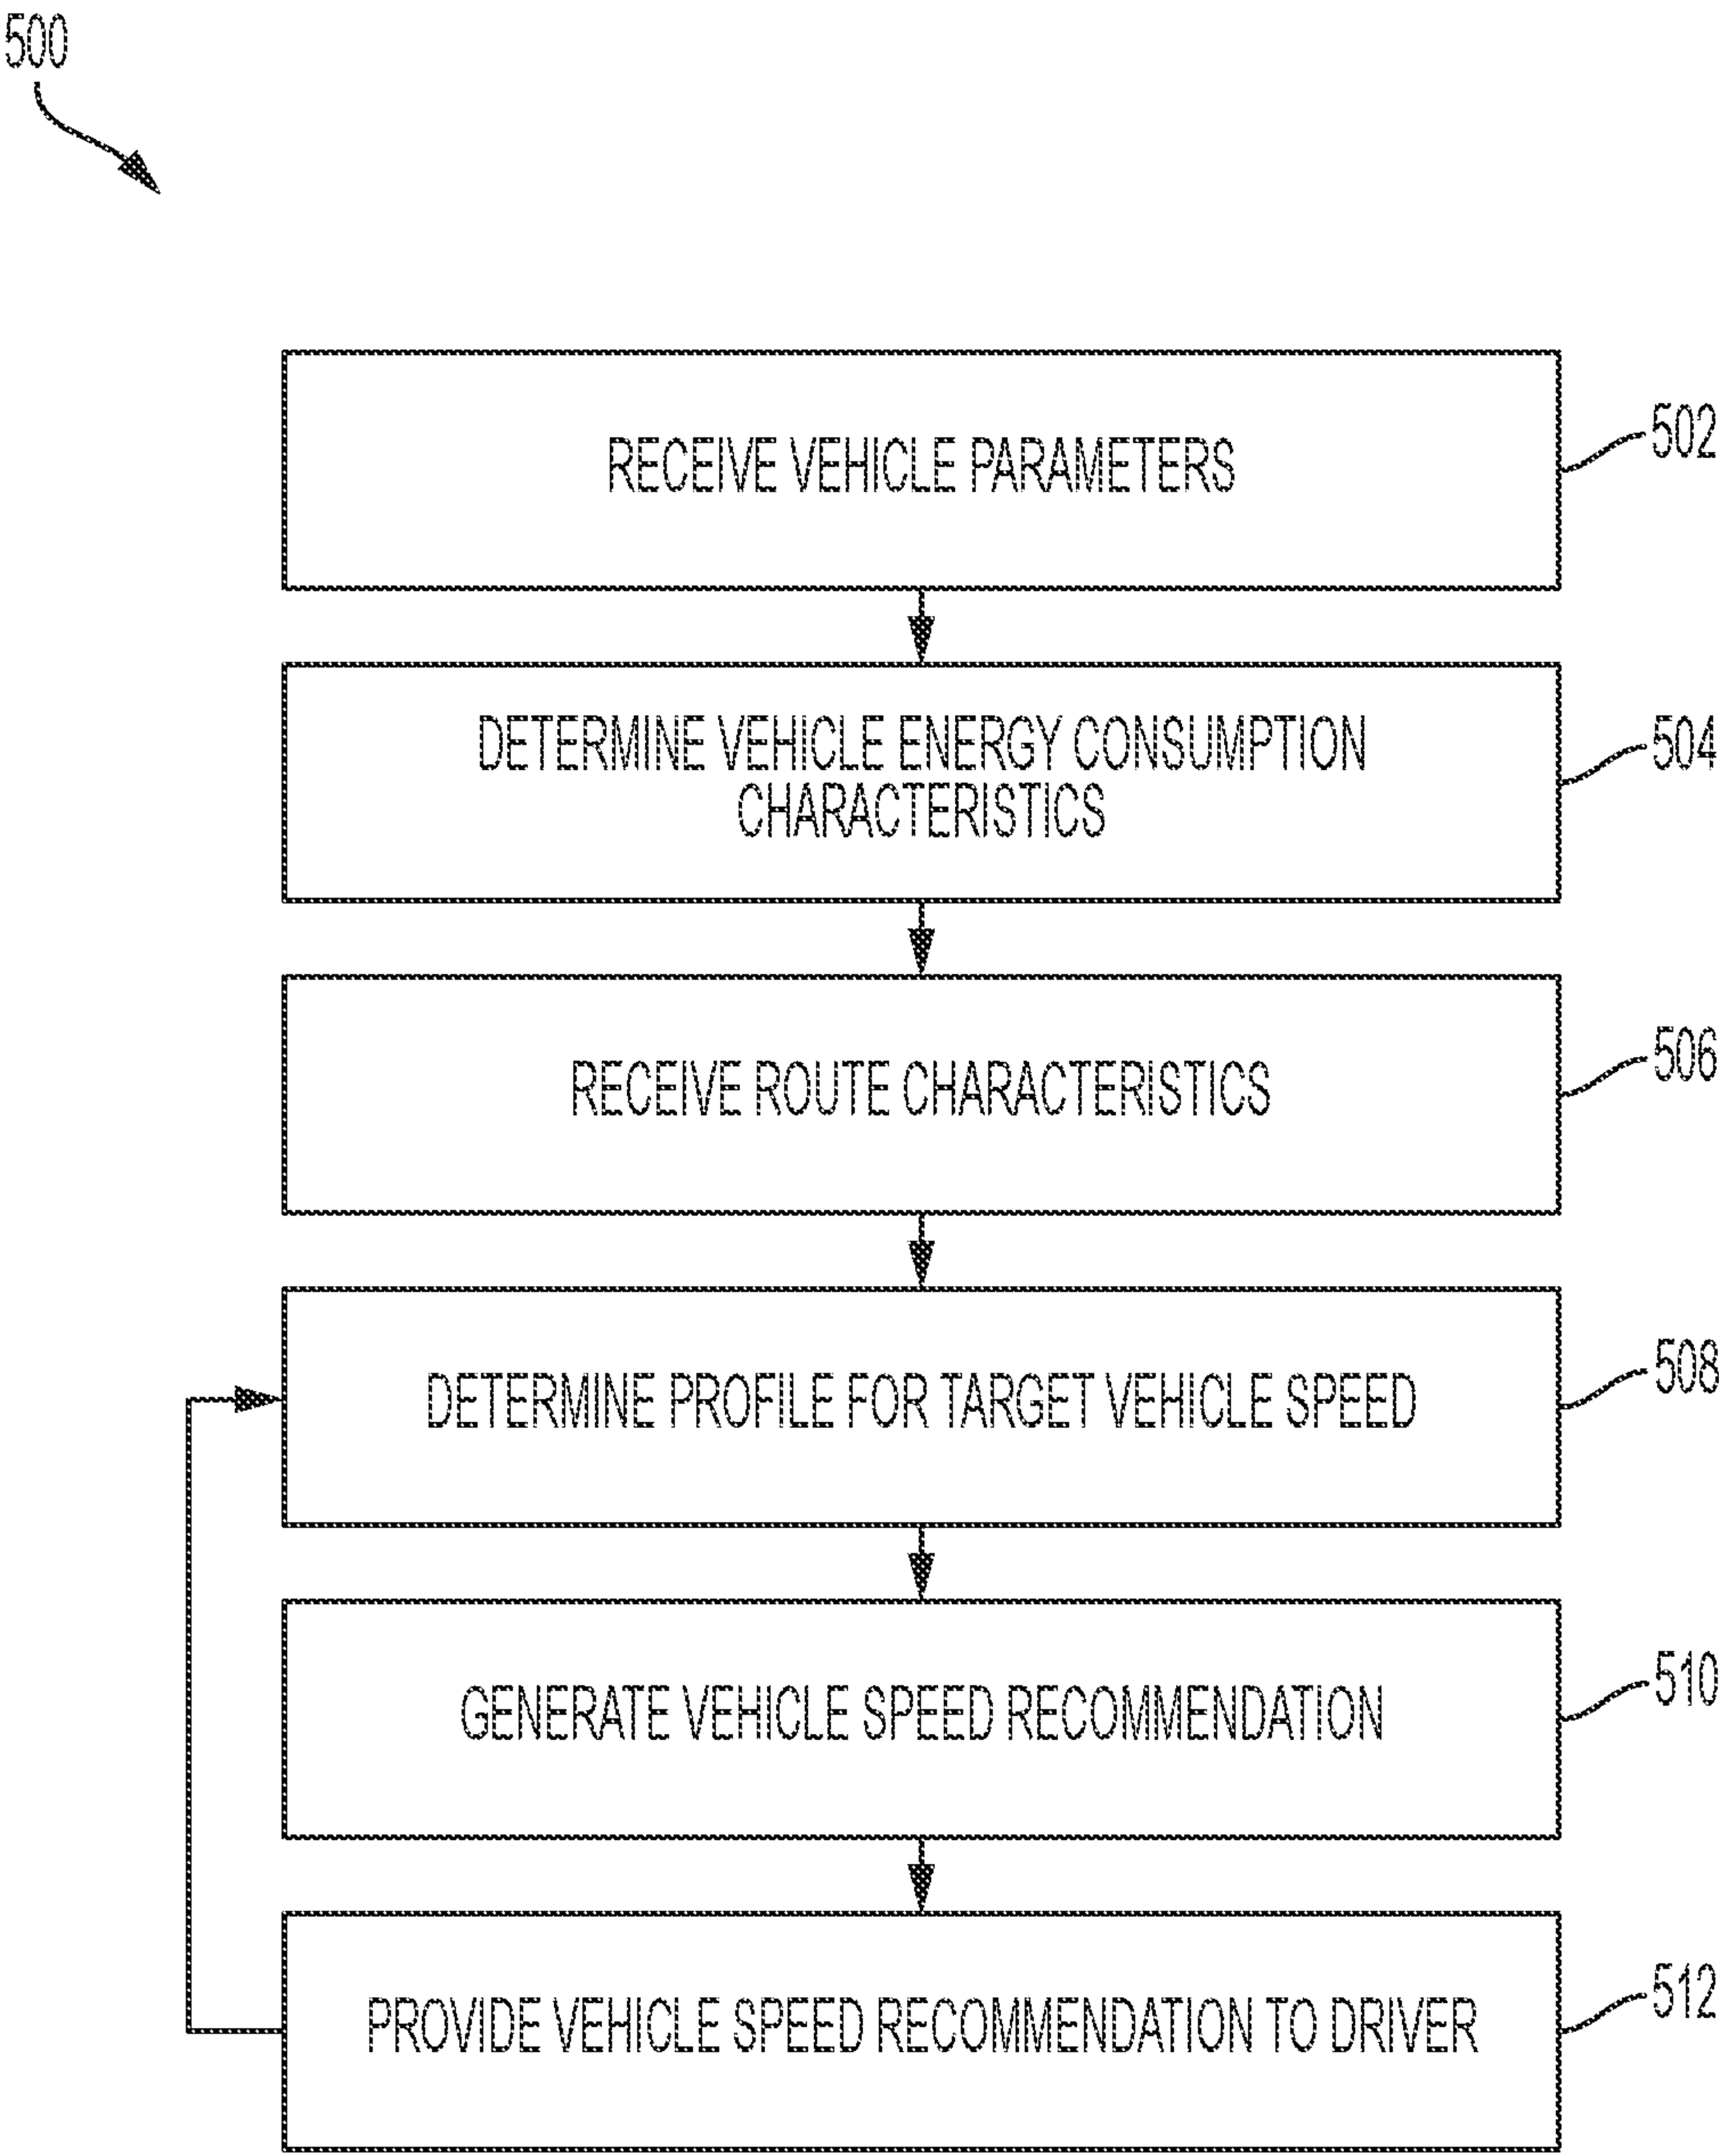 500
RECEIVE VEHICLE PARAMETERS
502
DETERMINE VEHICLE ENERGY CONSUMPTION
CHARACTERISTICS
504
RECEIVE ROUTE CHARACTERISTICS
506
DETERMINE PROFILE FOR TARGET VEHICLE SPEED
508
GENERATE VEHICLE SPEED RECOMMENDATION
510
PROVIDE VEHICLE SPEED RECOMMENDATION TO DRIVER
512